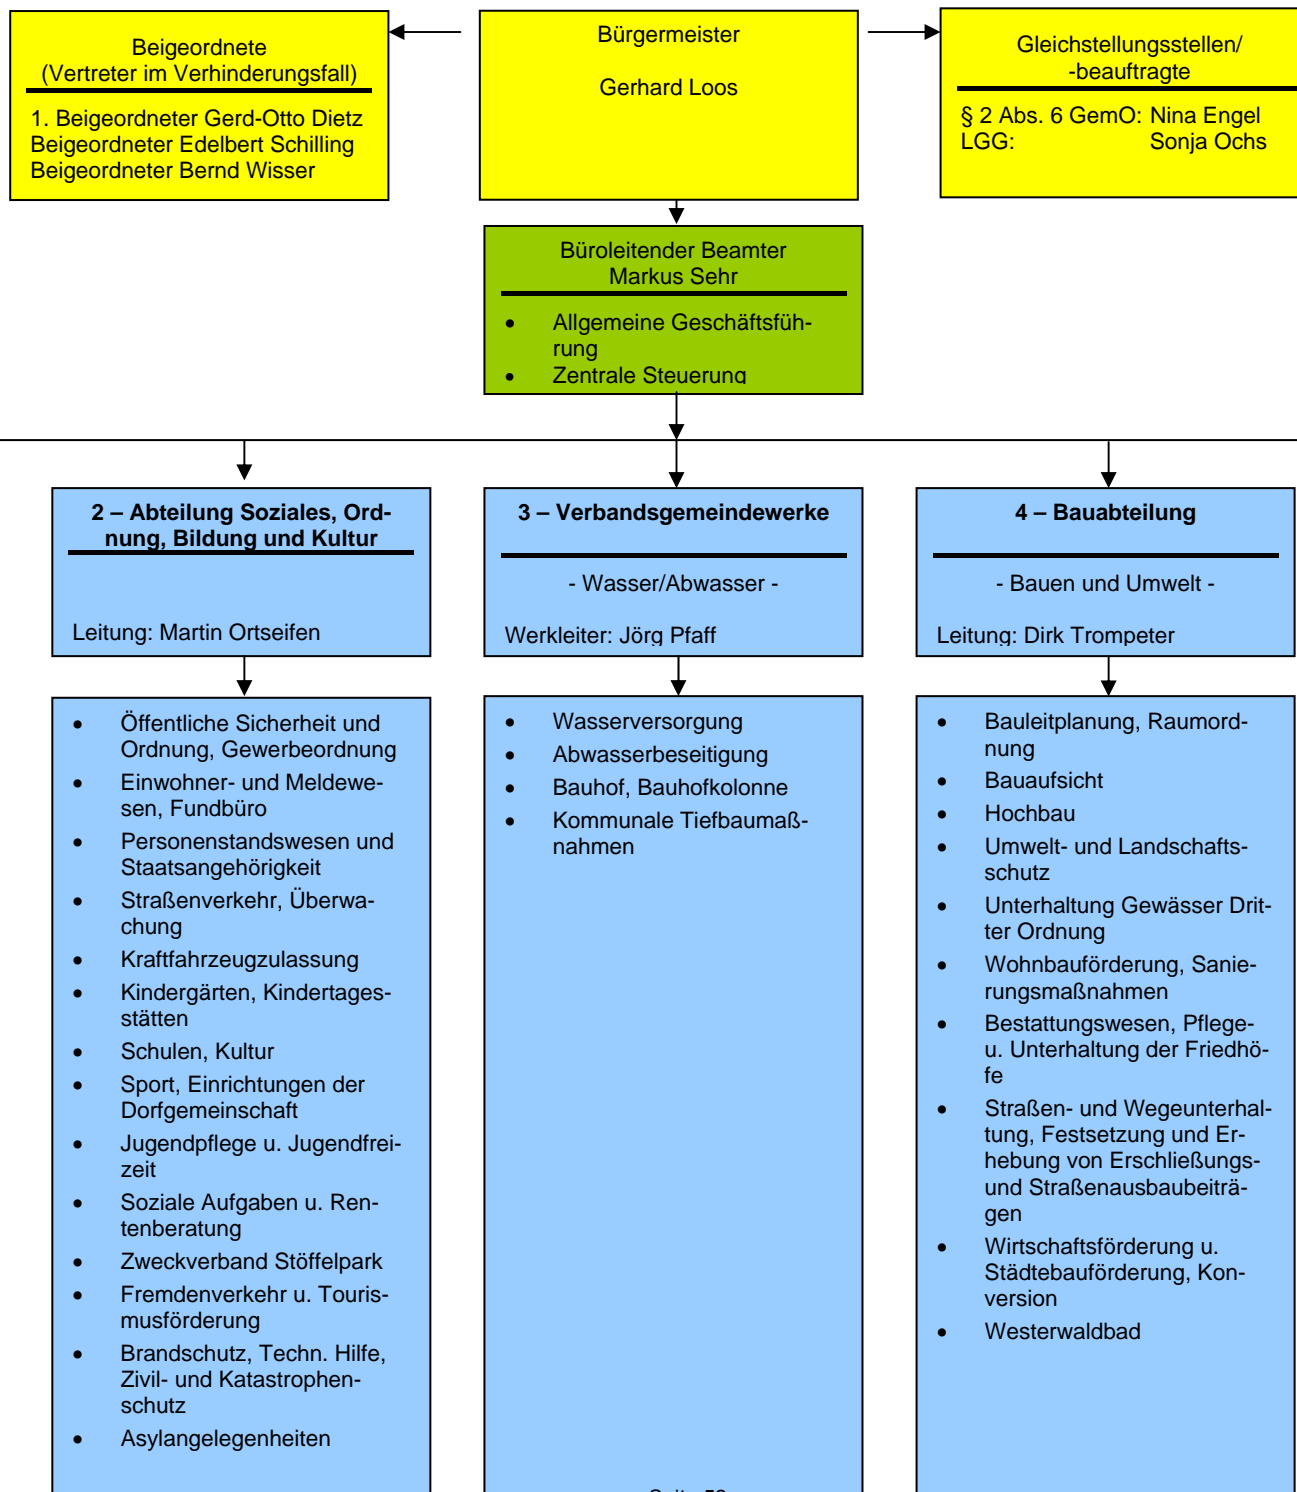 Beigeordnete
(Vertreter im Verhinderungsfall)
1. Beigeordneter Gerd-Otto Dietz
Beigeordneter Edelbert Schilling
Beigeordneter Bernd Wisser
Bürgermeister
Gerhard Loos
Gleichstellungsstellen/
-beauftragte
§ 2 Abs. 6 GemO: Nina Engel
LGG: Sonja Ochs
Büroleitender Beamter
Markus Sehr
• Allgemeine Geschäftsfüh-
rung
• Zentrale Steuerung
2 – Abteilung Soziales, Ord-
nung, Bildung und Kultur
Leitung: Martin Ortseifen
• Öffentliche Sicherheit und
Ordnung, Gewerbeordnung
• Einwohner- und Meldewe-
sen, Fundbüro
• Personenstandswesen und
Staatsangehörigkeit
• Straßenverkehr, Überwa-
chung
• Kraftfahrzeugzulassung
• Kindergärten, Kindertages-
stätten
• Schulen, Kultur
• Sport, Einrichtungen der
Dorfgemeinschaft
• Jugendpflege u. Jugendfrei-
zeit
• Soziale Aufgaben u. Ren-
tenberatung
• Zweckverband Stöffelpark
• Fremdenverkehr u. Touris-
musförderung
• Brandschutz, Techn. Hilfe,
Zivil- und Katastrophen-
schutz
• Asylangelegenheiten
3 – Verbandsgemeindewerke
- Wasser/Abwasser -
Werkleiter: Jörg Pfaff
• Wasserversorgung
• Abwasserbeseitigung
• Bauhof, Bauhofkolonne
• Kommunale Tiefbaumaß-
nahmen
4 – Bauabteilung
- Bauen und Umwelt -
Leitung: Dirk Trompeter
• Bauleitplanung, Raumord-
nung
• Bauaufsicht
• Hochbau
• Umwelt- und Landschafts-
schutz
• Unterhaltung Gewässer Drit-
ter Ordnung
• Wohnbauförderung, Sanie-
rungsmaßnahmen
• Bestattungswesen, Pflege-
u. Unterhaltung der Friedhö-
fe
• Straßen- und Wegeunterhal-
tung, Festsetzung und Er-
hebung von Erschließungs-
und Straßenausbaubeiträ-
gen
• Wirtschaftsförderung u.
Städtebauförderung, Kon-
version
• Westerwaldbad